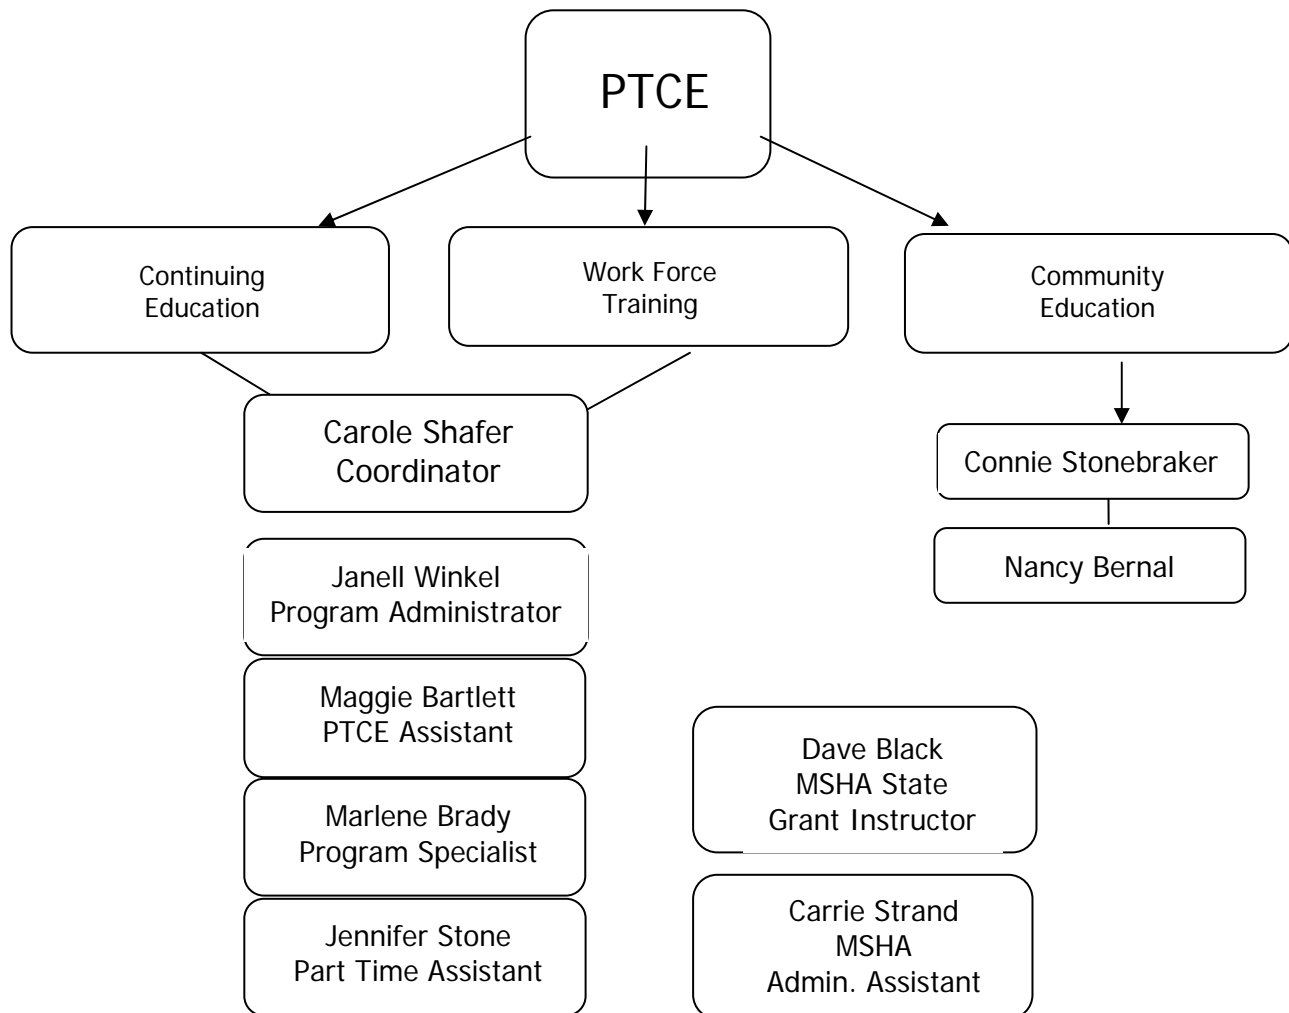 PTCE
Continuing
Education
Work Force
Training
Community
Education
Carole Shafer
Coordinator
Connie Stonebraker
Nancy Bernal
Janell Winkel
Program Administrator
Maggie Bartlett
PTCE Assistant
Marlene Brady
Program Specialist
Jennifer Stone
Part Time Assistant
Dave Black
MSHA State
Grant Instructor
Carrie Strand
MSHA
Admin. Assistant